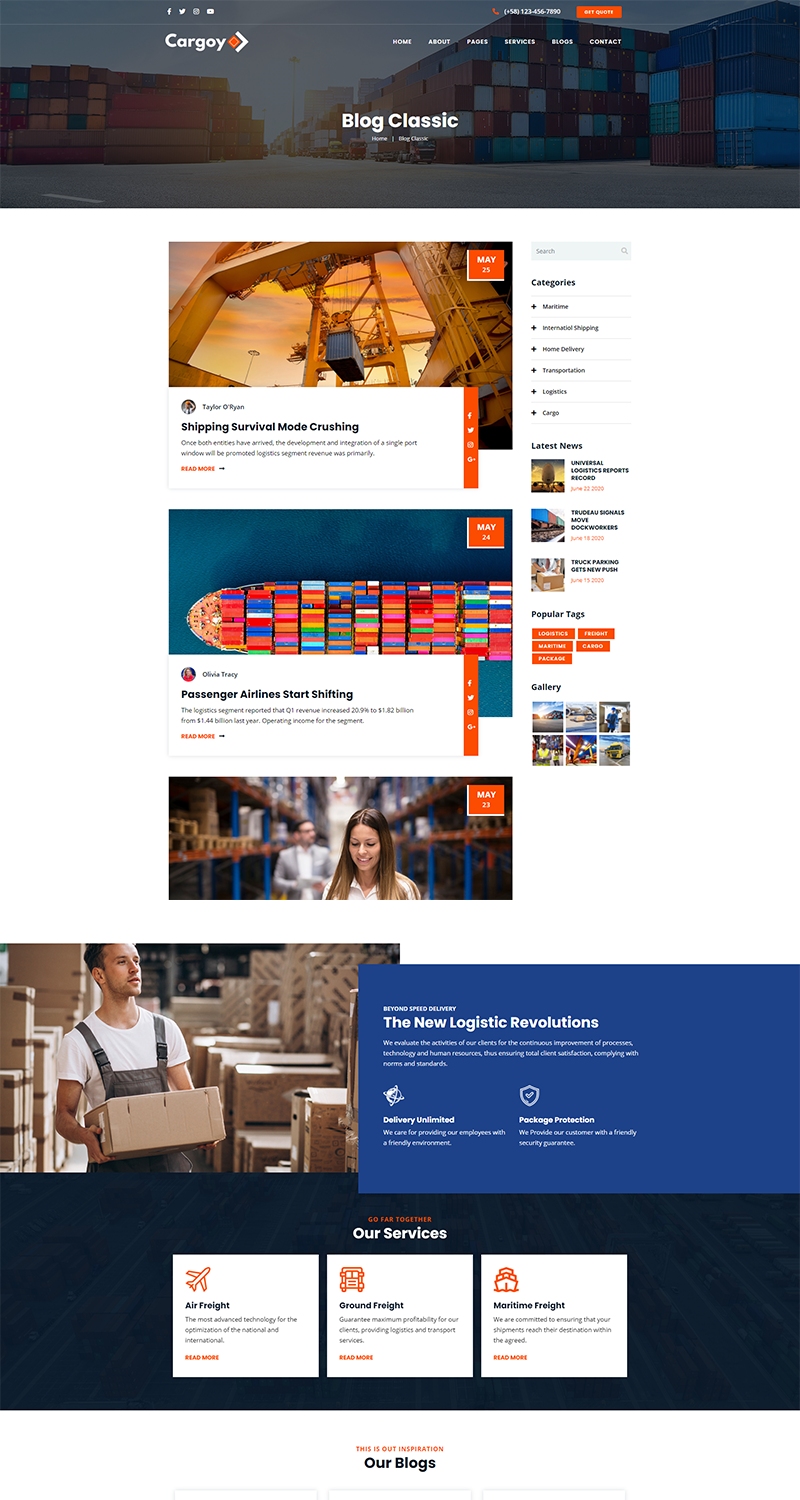 (+58) 123-456-7890
GET QUOTE
Cargoy
HOME
ABOUT
PAGES
SERVICES
BLOGS
CONTACT
Blog Classic
Home | Blog Classic
MAY
25
Taylor O'Ryan
Shipping Survival Mode Crushing
Once both entities have arrived, the development and integration of a single port
window will be promoted logistics segment revenue was primarily.
READ MORE
MAY
24
Olivia Tracy
Passenger Airlines Start Shifting
The logistics segment reported that Q1 revenue increased 20.9% to $1.82 billion
from $1.44 billion last year. Operating income for the segment.
READ MORE
MAY
23
Search
Categories
Maritime
Internatiol Shipping
Home Delivery
Transportation
Logistics
Cargo
Latest News
UNIVERSAL
LOGISTICS REPORTS
RECORD
June 22 2020
TRUDEAU SIGNALS
MOVE
DOCKWORKERS
June 18 2020
TRUCK PARKING
GETS NEW PUSH
June 15 2020
Popular Tags
LOGISTICS
FREIGHT
MARITIME
CARGO
PACKAGE
Gallery
BEYOND SPEED DELIVERY
The New Logistic Revolutions
We evaluate the activities of our clients for the continuous improvement of processes,
technology and human resources, thus ensuring total client satisfaction, complying with
norms and standards.
Delivery Unlimited
We care for providing our employees with
a friendly environment.
Package Protection
We Provide our customer with a friendly
security guarantee.
GO FAR TOGETHER
Our Services
Air Freight
The most advanced technology for the
optimization of the national and
international.
READ MORE
Ground Freight
Guarantee maximum profitability for our
clients, providing logistics and transport
services.
READ MORE
Maritime Freight
We are committed to ensuring that your
shipments reach their destination within
the agreed.
READ MORE
THIS IS OUT INSPIRATION
Our Blogs